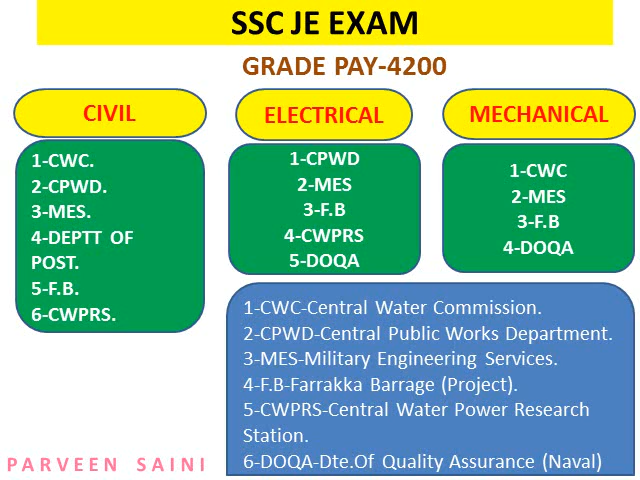 SSC JE EXAM
GRADE PAY-4200
CIVIL
1-CWC.
2-CPWD.
3-MES.
4-DEPTT OF
POST.
5-F.B.
6-CWPRS.
ELECTRICAL
1-CPWD
2-MES
3-F.B
4-CWPRS
5-DOQA
MECHANICAL
1-CWC
2-MES
3-F.B
4-DOQA
1-CWC-Central Water Commission.
2-CPWD-Central Public Works Department.
3-MES-Military Engineering Services.
4-F.B-Farrakka Barrage (Project).
5-CWPRS-Central Water Power Research
Station.
6-DOQA-Dte.Of Quality Assurance (Naval)
PARVEEN SAINI